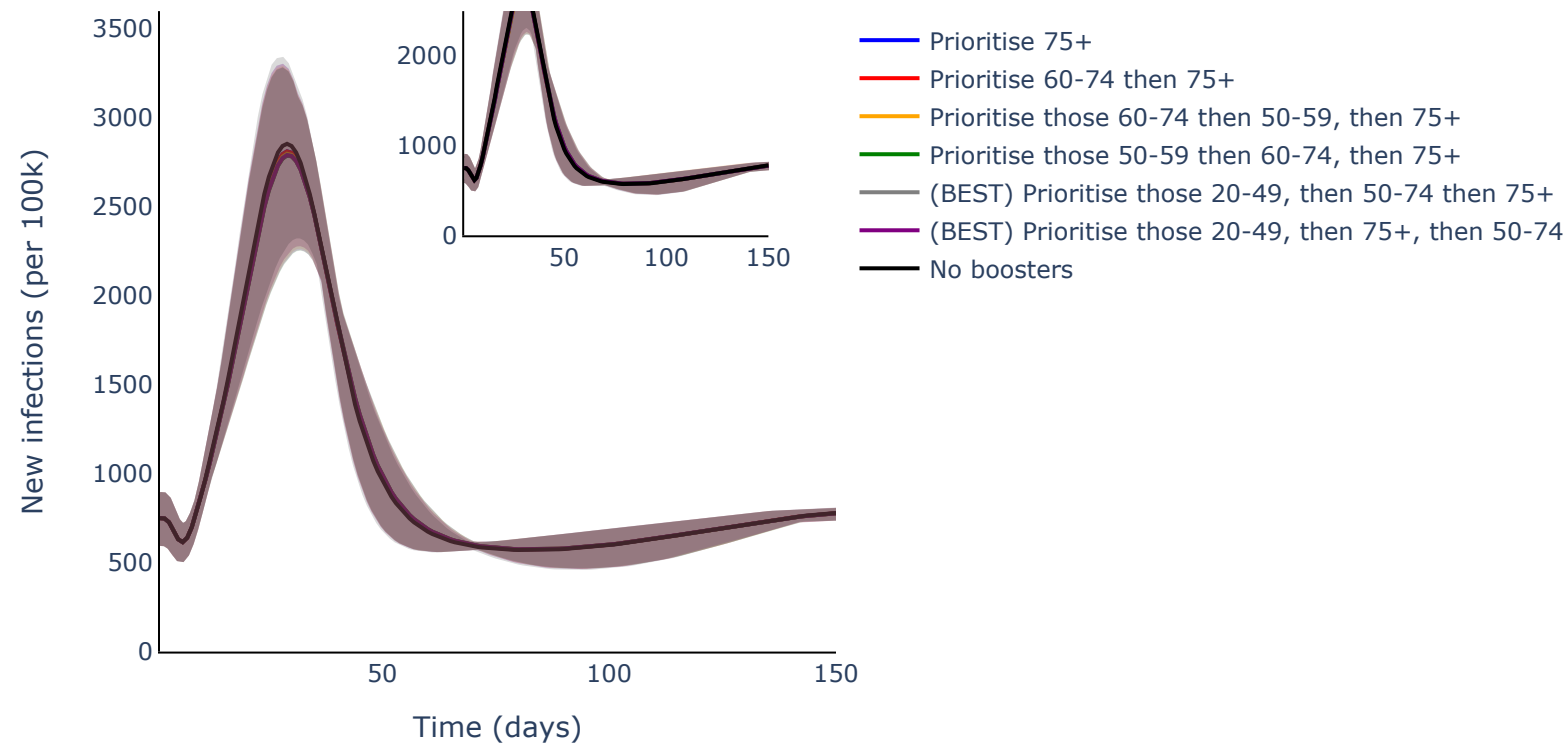 3500
3000
2500
2000
1500
1000
500
0
New infections (per 100k)
50
100
150
Time (days)
2000
1000
0
50
100
150
Prioritise 75+
Prioritise 60-74 then 75+
Prioritise those 60-74 then 50-59, then 75+
Prioritise those 50-59 then 60-74, then 75+
(BEST) Prioritise those 20-49, then 50-74 then 75+
(BEST) Prioritise those 20-49, then 75+, then 50-74
No boosters